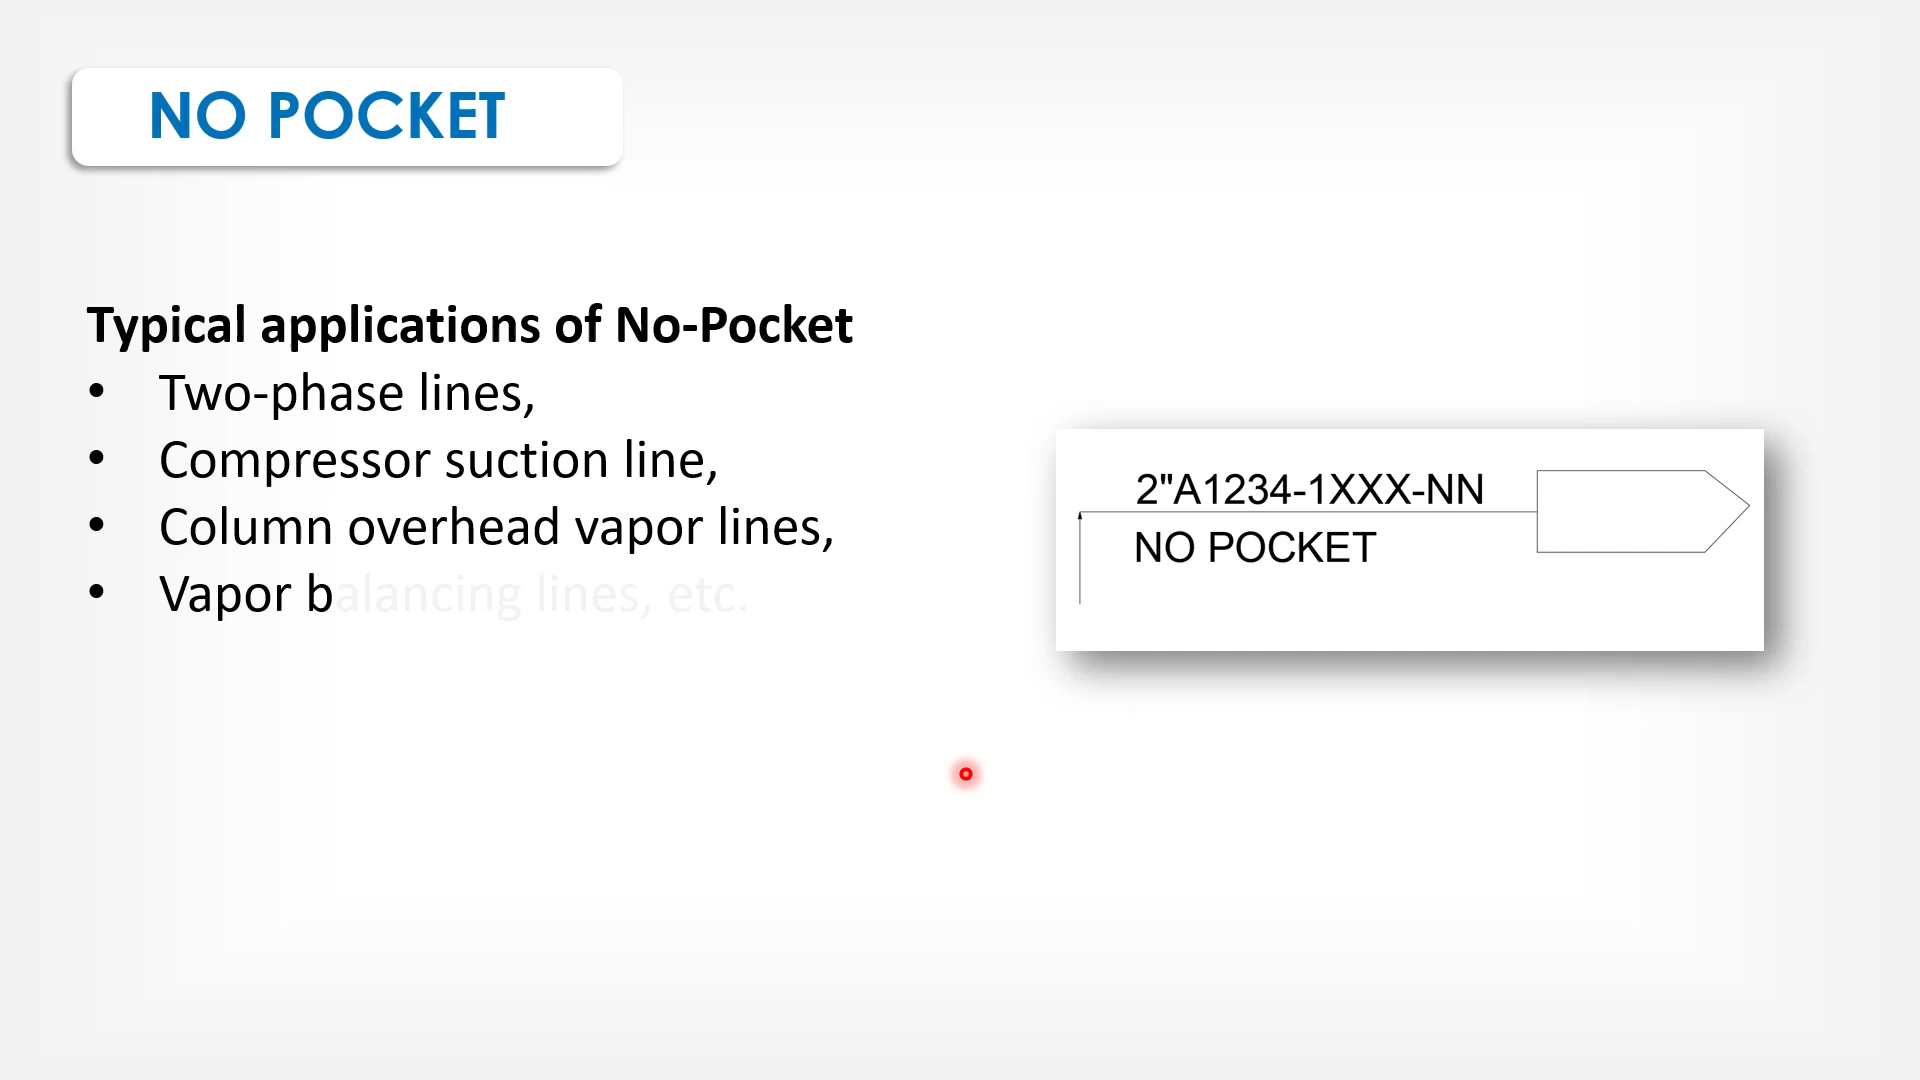 NO POCKET
Typical applications of No-Pocket
• Two-phase lines,
• Compressor suction line,
• Column overhead vapor lines,
• Vapor balancing lines, etc.
2"A1234-1XXX-NN
NO POCKET